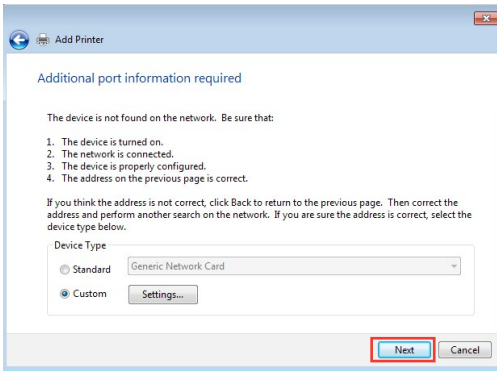 Add Printer
Additional port information required
The device is not found on the network. Be sure that:
1. The device is turned on.
2. The network is connected.
3. The device is properly configured.
4. The address on the previous page is correct.
If you think the address is not correct, click Back to return to the previous page. Then correct the
address and perform another search on the network. If you are sure the address is correct, select the
device type below.
Device Type
Standard
Generic Network Card
Custom
Settings...
Next
Cancel